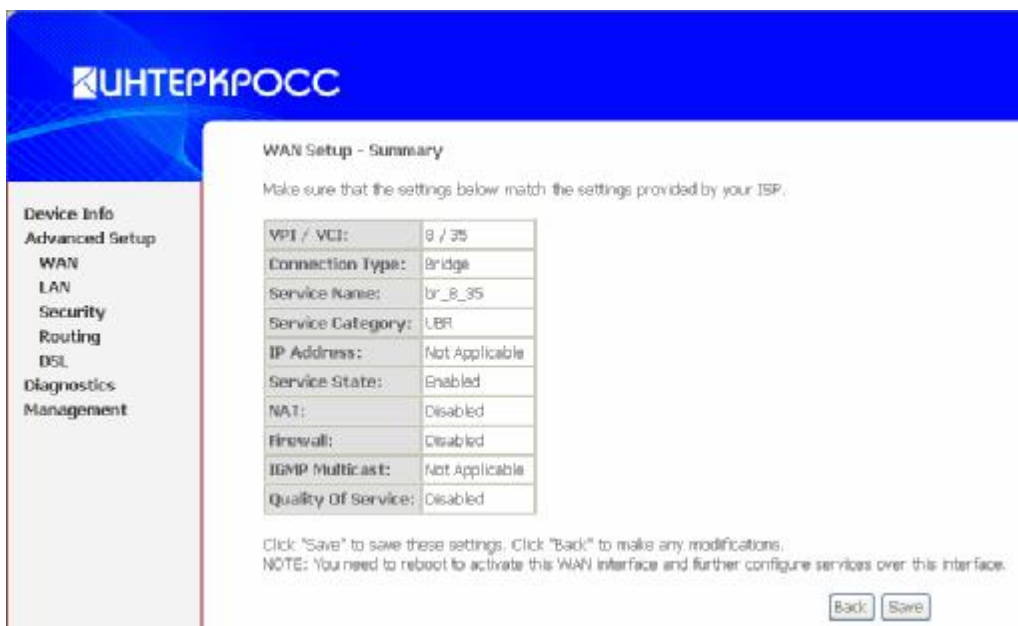 ИНТЕРКРОСС
WAN Setup - Summary
Make sure that the settings below match the settings provided by your ISP.
Device Info
Advanced Setup
WAN
LAN
Security
Routing
DSL
Diagnostics
Management
VPI / VCI: 8 / 35
Connection Type: Bridge
Service Name: br_8_35
Service Category: UBR
IP Address: Not Applicable
Service State: Enabled
NAT: Disabled
Firewall: Disabled
IGMP Multicast: Not Applicable
Quality Of Service: Disabled
Click "Save" to save these settings. Click "Back" to make any modifications.
NOTE: You need to reboot to activate this WAN interface and further configure services over this interface.
Back Save